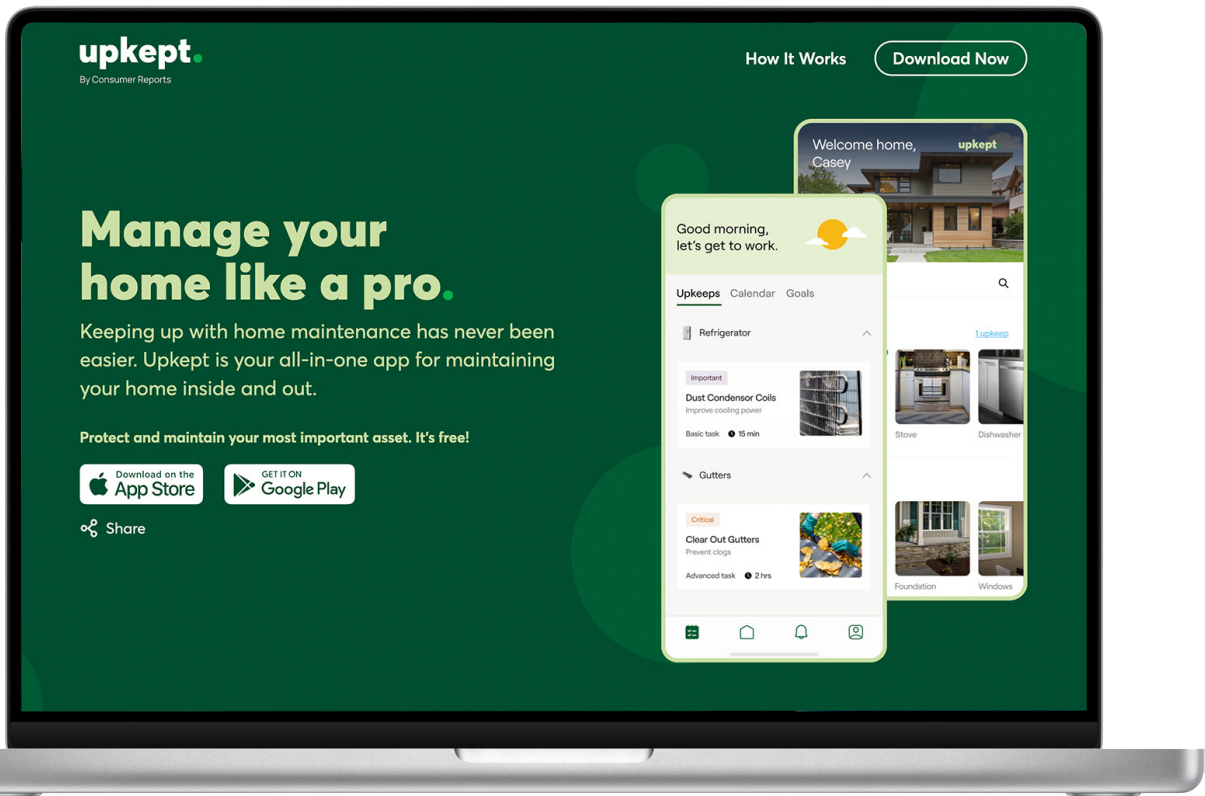 upkept.
By Consumer Reports
How It Works
Download Now
Manage your
home like a pro.
Keeping up with home maintenance has never been
easier. Upkept is your all-in-one app for maintaining
your home inside and out.
Protect and maintain your most important asset. It's free!
Download on the
App Store
GET IT ON
Google Play
Share
Welcome home,
Casey
upkept
1 upkeep
Stove
Dishwasher
Foundation
Windows
Good morning,
let's get to work.
Upkeeps
Calendar
Goals
Refrigerator
Important
Dust Condensor Coils
Improve cooling power
Basic task
15 min
Gutters
Critical
Clear Out Gutters
Prevent clogs
Advanced task
2 hrs